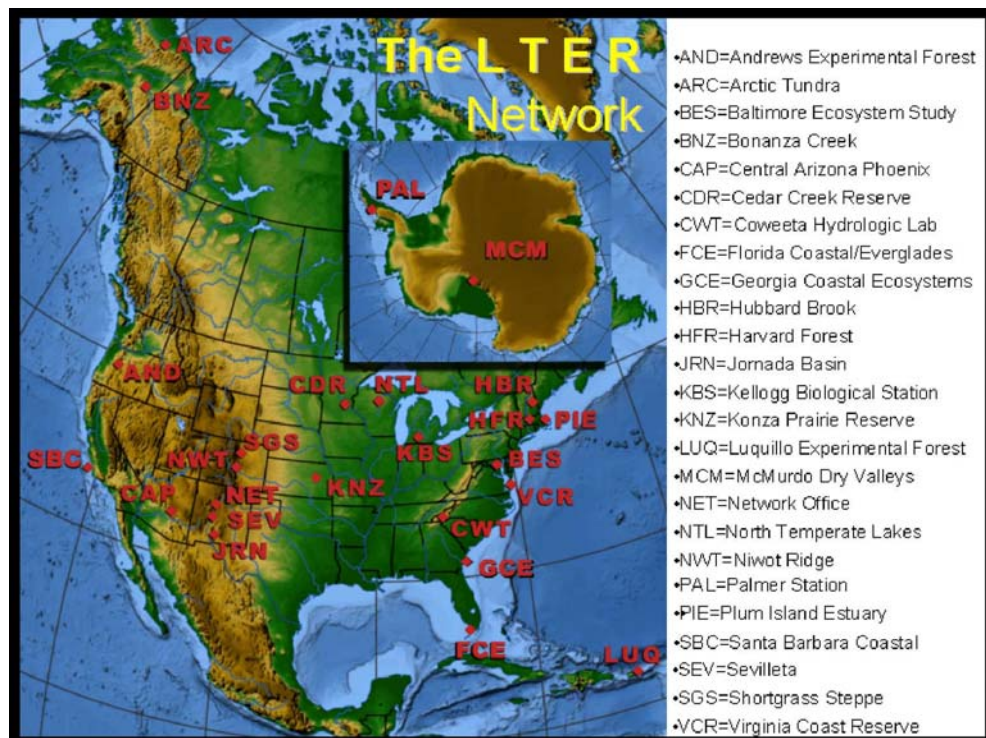 The L T E R
Network
ARC
BNZ
PAL
MCM
AND
CDR
NTL
HBR
HFR
PIE
KBS
SGS
SBC
NWT
BES
CAP
NET
KNZ
VCR
SEV
CWT
JRN
GCE
FCE
LUQ
•AND=Andrews Experimental Forest
•ARC=Arctic Tundra
•BES=Baltimore Ecosystem Study
•BNZ=Bonanza Creek
•CAP=Central Arizona Phoenix
•CDR=Cedar Creek Reserve
•CWT=Coweeta Hydrologic Lab
•FCE=Florida Coastal/Everglades
•GCE=Georgia Coastal Ecosystems
•HBR=Hubbard Brook
•HFR=Harvard Forest
•JRN=Jornada Basin
•KBS=Kellogg Biological Station
•KNZ=Konza Prairie Reserve
•LUQ=Luquillo Experimental Forest
•MCM=McMurdo Dry Valleys
•NET=Network Office
•NTL=North Temperate Lakes
•NWT=Niwot Ridge
•PAL=Palmer Station
•PIE=Plum Island Estuary
•SBC=Santa Barbara Coastal
•SEV=Sevilleta
•SGS=Shortgrass Steppe
•VCR=Virginia Coast Reserve